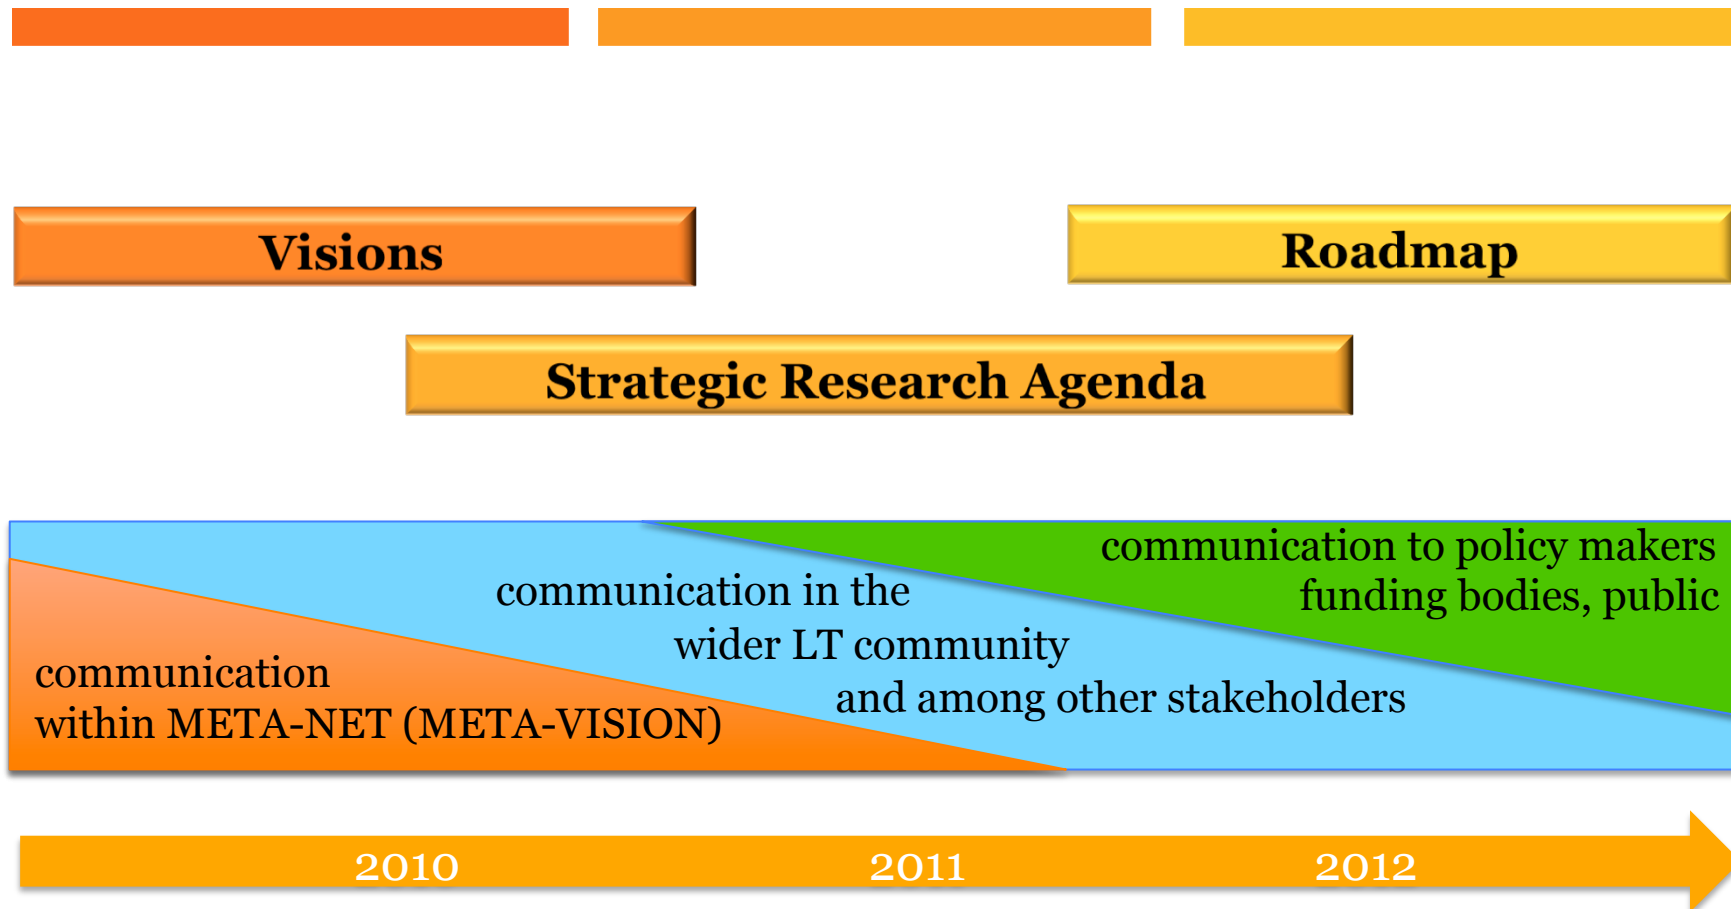 Visions
Roadmap
Strategic Research Agenda
communication to policy makers
funding bodies, public
communication in the
wider LT community
and among other stakeholders
communication
within META-NET (META-VISION)
2010
2011
2012